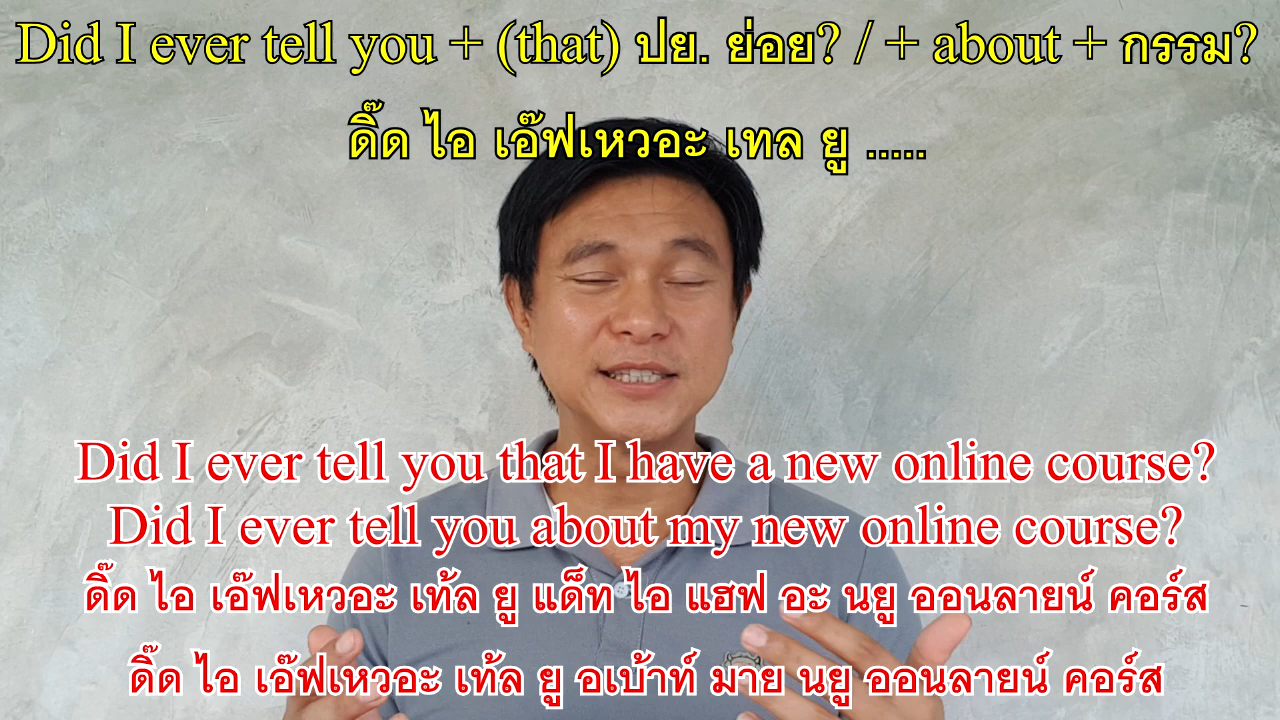 Did I ever tell you + (that) ปย. ย่อย? / + about + กรรม?
ดิ๊ด ไอ เอ๊ฟเหวอะ เทล ยู .....
Did I ever tell you that I have a new online course?
Did I ever tell you about my new online course?
ดิ๊ด ไอ เอ๊ฟเหวอะ เท้ล ยู แด็ท ไอ แฮฟ อะ นยู ออนลายน์ คอร์ส
ดิ๊ด ไอ เอ๊ฟเหวอะ เท้ล ยู อเบ้าท์ มาย นยู ออนลายน์ คอร์ส